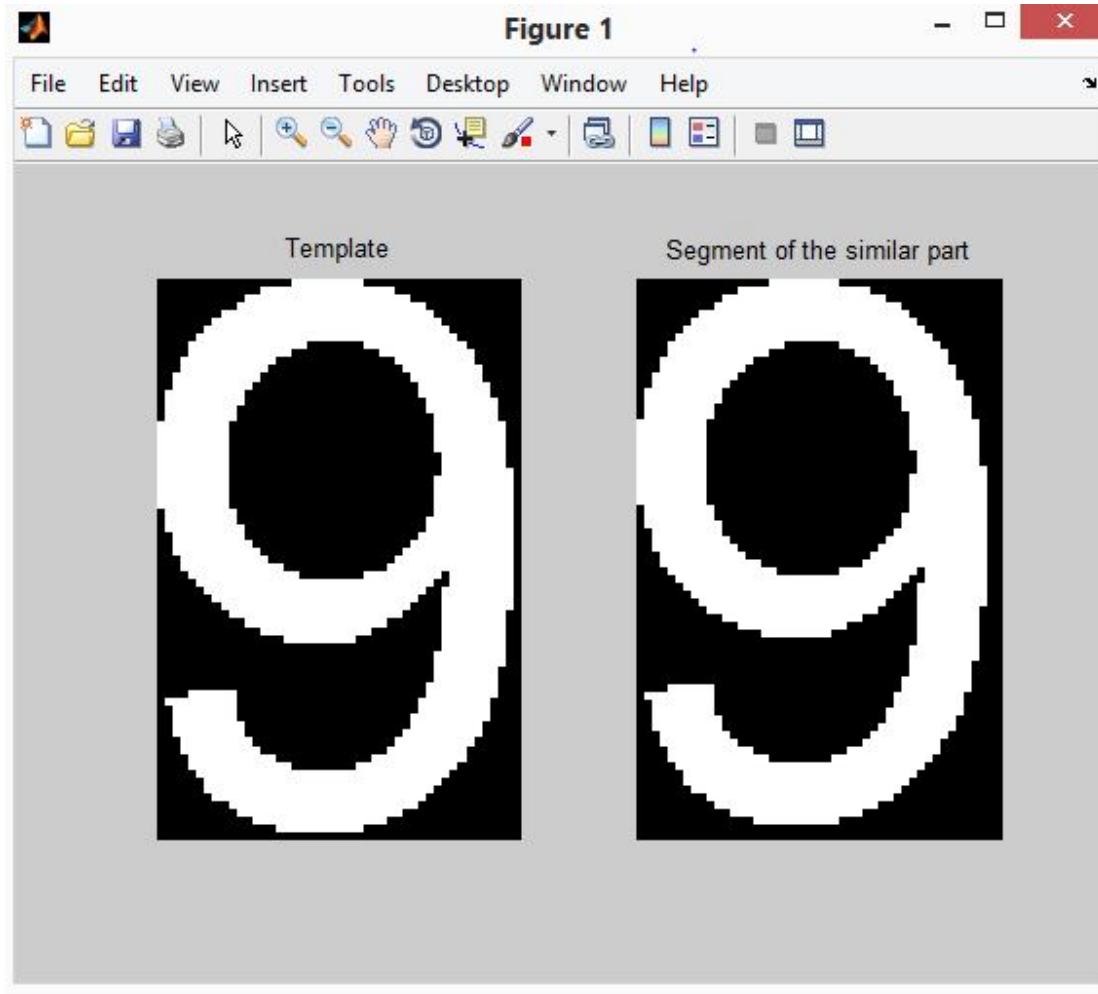 Figure 1
File Edit View Insert Tools Desktop Window Help
Template
Segment of the similar part
9
9